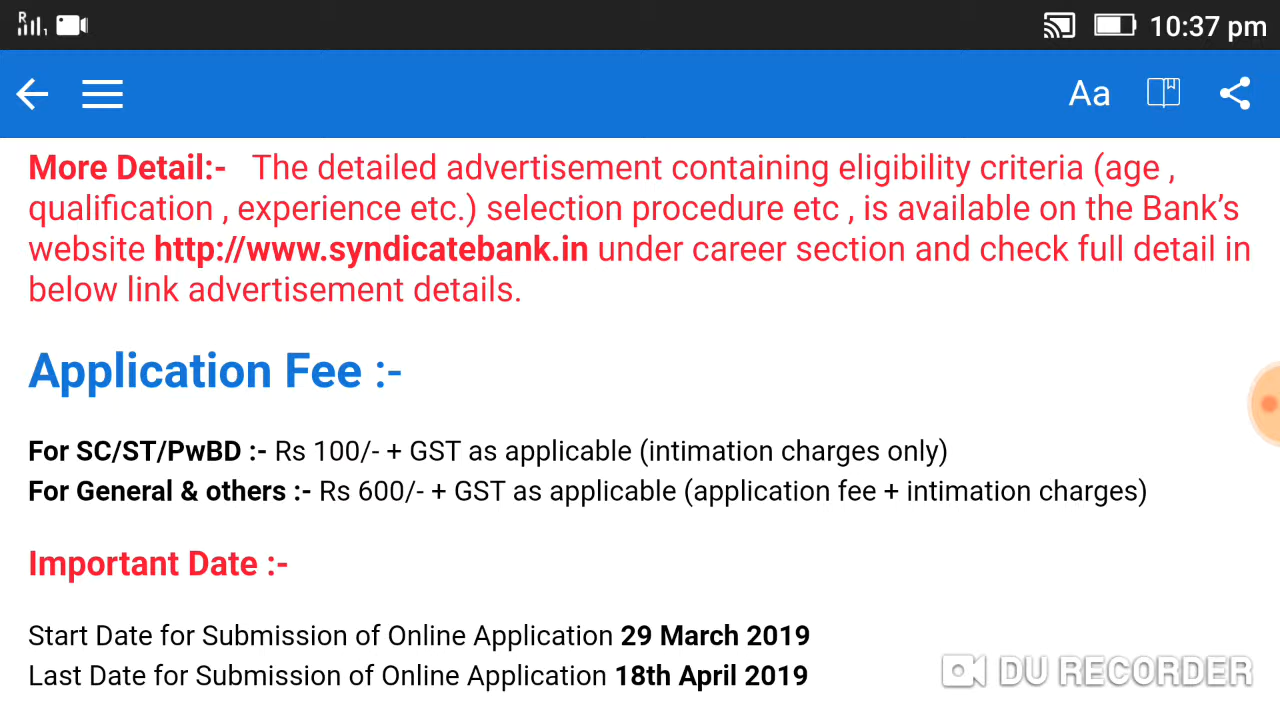 R 1 10:37 pm
Aa
More Detail:- The detailed advertisement containing eligibility criteria (age ,
qualification , experience etc.) selection procedure etc , is available on the Bank’s
website http://www.syndicatebank.in under career section and check full detail in
below link advertisement details.
Application Fee :-
For SC/ST/PwBD :- Rs 100/- + GST as applicable (intimation charges only)
For General & others :- Rs 600/- + GST as applicable (application fee + intimation charges)
Important Date :-
Start Date for Submission of Online Application 29 March 2019
Last Date for Submission of Online Application 18th April 2019
DU RECORDER